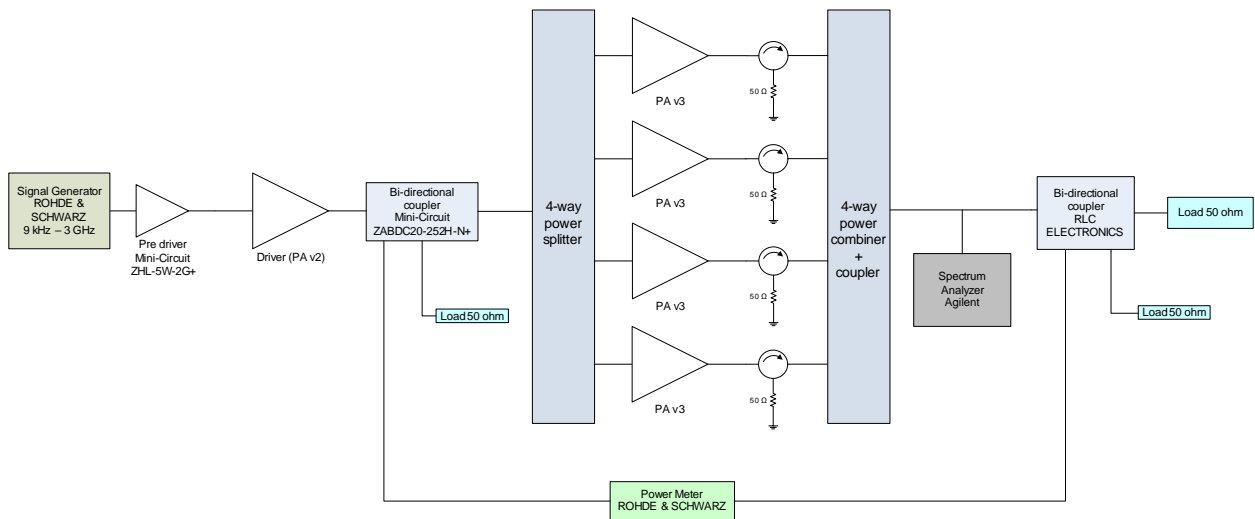 Signal Generator
ROHDE &
SCHWARZ
9 kHz – 3 GHz
Pre driver
Mini-Circuit
ZHL-5W-2G+
Driver (PA v2)
Bi-directional
coupler
Mini-Circuit
ZABDC20-252H-N+
Load 50 ohm
4-way
power
splitter
PA v3
50 Ω
PA v3
50 Ω
PA v3
50 Ω
PA v3
50 Ω
4-way
power
combiner
+
coupler
Spectrum
Analyzer
Agilent
Bi-directional
coupler
RLC
ELECTRONICS
Load 50 ohm
Load 50 ohm
Power Meter
ROHDE & SCHWARZ